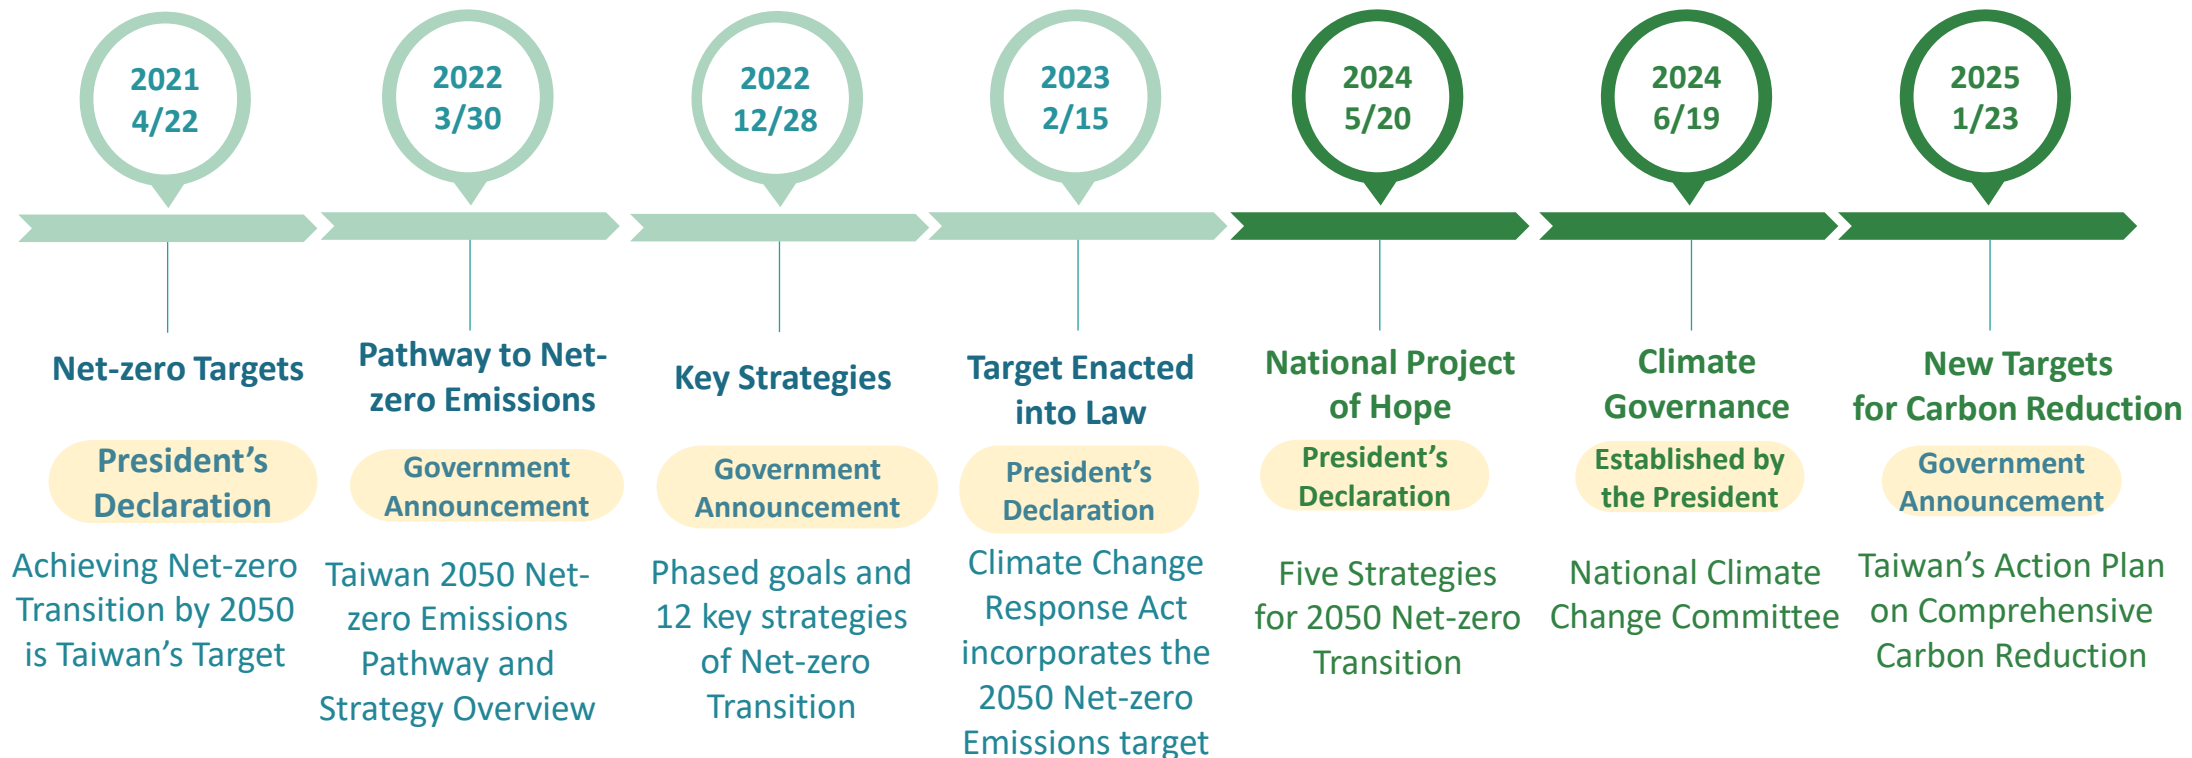 2021
4/22
2022
3/30
2022
12/28
2023
2/15
2024
5/20
2024
6/19
2025
1/23
Net-zero Targets
President’s
Declaration
Achieving Net-zero
Transition by 2050
is Taiwan’s Target
Pathway to Net-
zero Emissions
Government
Announcement
Taiwan 2050 Net-
zero Emissions
Pathway and
Strategy Overview
Key Strategies
Government
Announcement
Phased goals and
12 key strategies
of Net-zero
Transition
Target Enacted
into Law
President’s
Declaration
Climate Change
Response Act
incorporates the
2050 Net-zero
Emissions target
National Project
of Hope
President’s
Declaration
Five Strategies
for 2050 Net-zero
Transition
Climate
Governance
Established by
the President
National Climate
Change Committee
New Targets
for Carbon Reduction
Government
Announcement
Taiwan’s Action Plan
on Comprehensive
Carbon Reduction